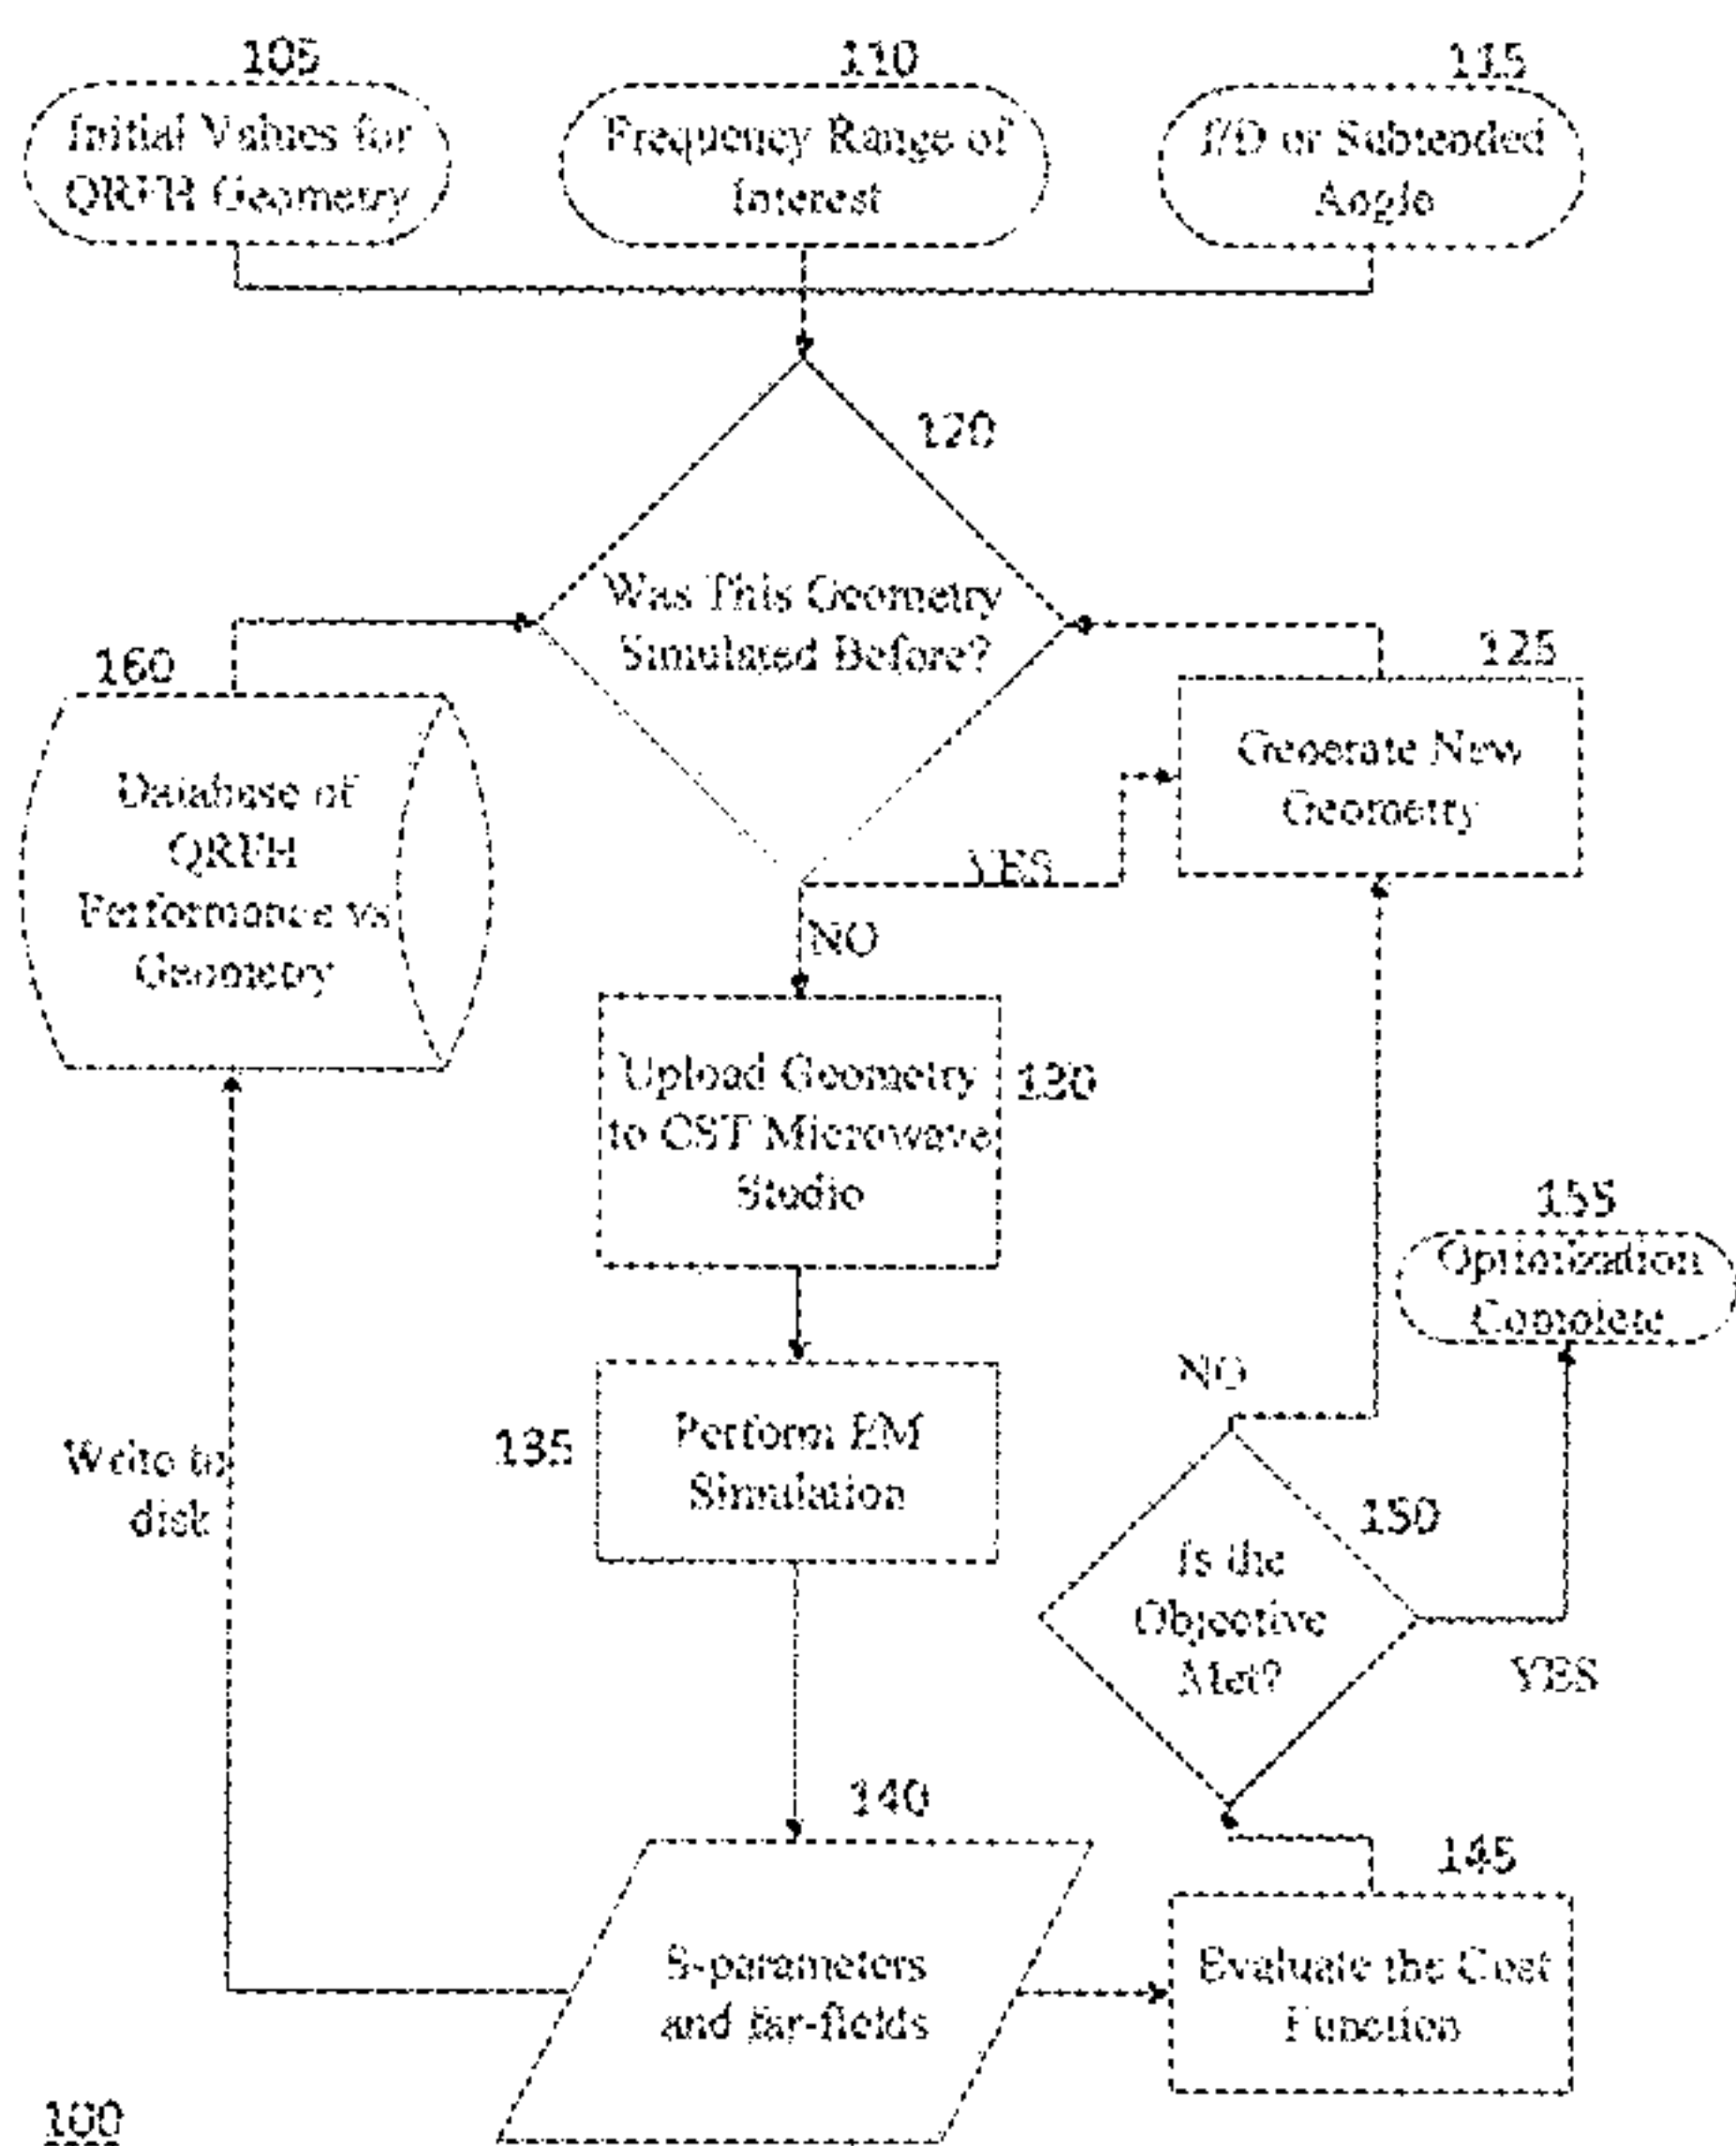 105
Initial Values for
QRFH Geometry
110
Frequency Range of
Interest
115
f/D or Subtended
Angle
120
Was This Geometry
Simulated Before?
125
Generate New
Geometry
160
Database of
QRFH
Performance vs
Geometry
YES
NO
Upload Geometry
to CST Microwave
Studio
130
155
Optimization
Complete
NO
135
Perform EM
Simulation
Write to
disk
150
Is the
Objective
Met?
YES
140
S-parameters
and far-fields
145
Evaluate the Cost
Function
100